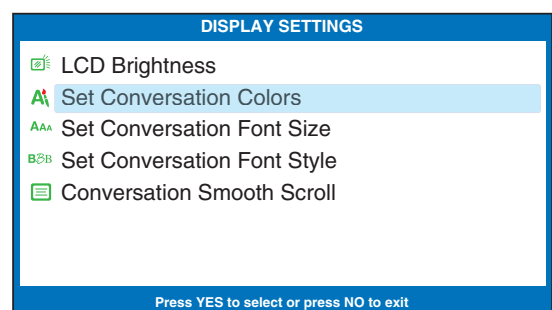 DISPLAY SETTINGS
LCD Brightness
Set Conversation Colors
Set Conversation Font Size
Set Conversation Font Style
Conversation Smooth Scroll
Press YES to select or press NO to exit